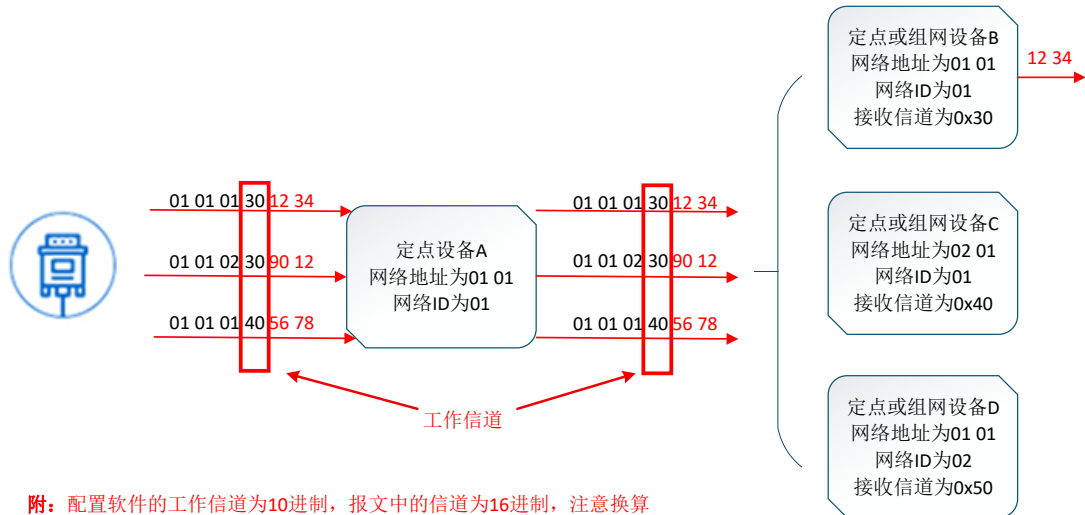 01 01 01 30 12 34
01 01 02 30 90 12
01 01 01 40 56 78
定点设备A
网络地址为01 01
网络ID为01
01 01 01 30 12 34
01 01 02 30 90 12
01 01 01 40 56 78
工作信道
定点或组网设备B
网络地址为01 01
网络ID为01
接收信道为0x30
12 34
定点或组网设备C
网络地址为02 01
网络ID为01
接收信道为0x40
定点或组网设备D
网络地址为01 01
网络ID为02
接收信道为0x50
附：配置软件的工作信道为10进制，报文中的信道为16进制，注意换算